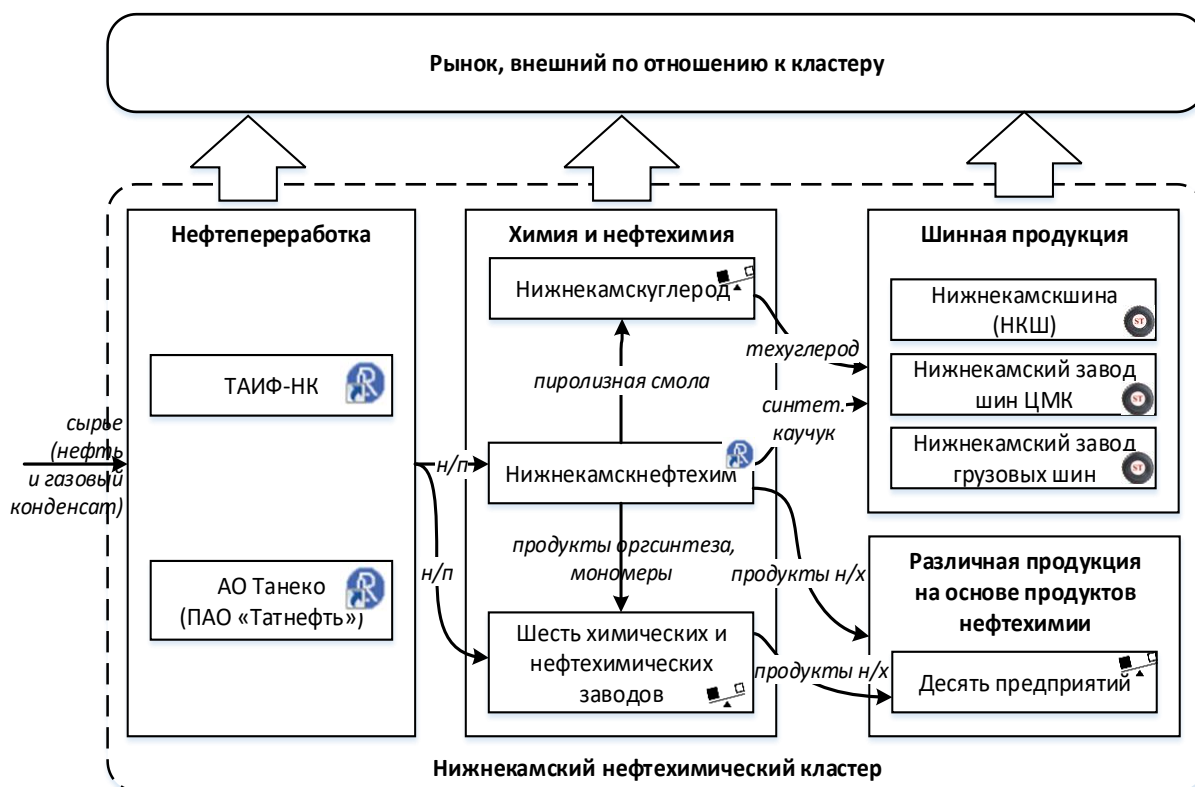 Рынок, внешний по отношению к кластеру
Нефтепереработка
ТАИФ-НК
сырье
(нефть
и газовый
конденсат)
АО Танеко
(ПАО «Татнефть»)
н/п
н/п
Химия и нефтехимия
Нижнекамскуглерод
пиролизная смола
Нижнекамскнефтехим
продукты оргсинтеза,
мономеры
Шесть химических и
нефтехимических
заводов
техуглерод
синтет.
каучук
продукты н/х
продукты н/х
Шинная продукция
Нижнекамскшина
(НКШ)
ST
Нижнекамский завод
шин ЦМК
ST
Нижнекамский завод
грузовых шин
ST
Различная продукция
на основе продуктов
нефтехимии
Десять предприятий
Нижнекамский нефтехимический кластер